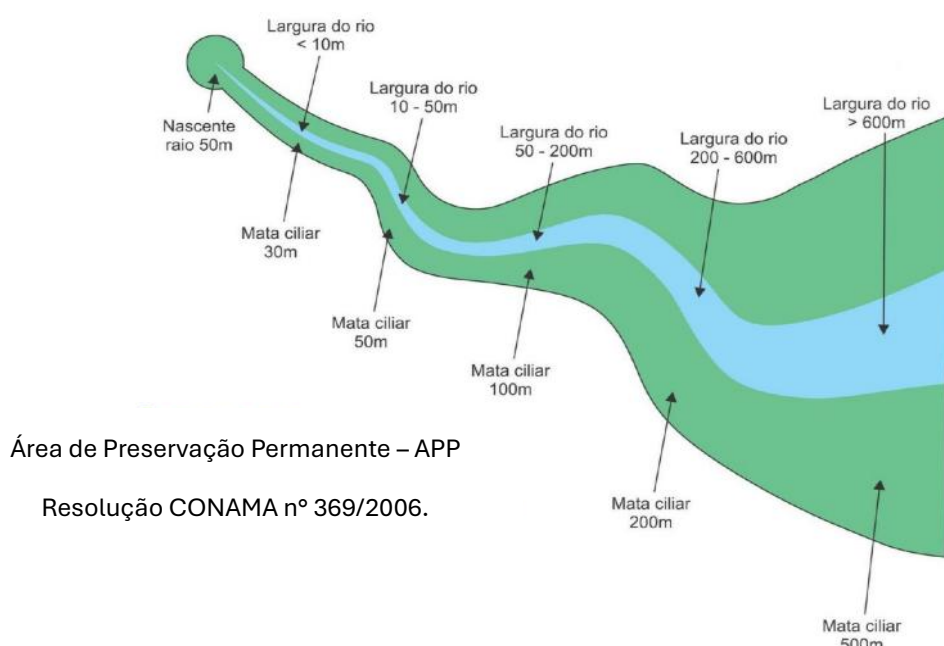 Largura do rio
< 10m
Largura do rio
10 - 50m
Largura do rio
50 - 200m
Largura do rio
200 - 600m
Largura do rio
> 600m
Nascente
raio 50m
Mata ciliar
30m
Mata ciliar
50m
Mata ciliar
100m
Mata ciliar
200m
Mata ciliar
500m
Área de Preservação Permanente – APP
Resolução CONAMA nº 369/2006.